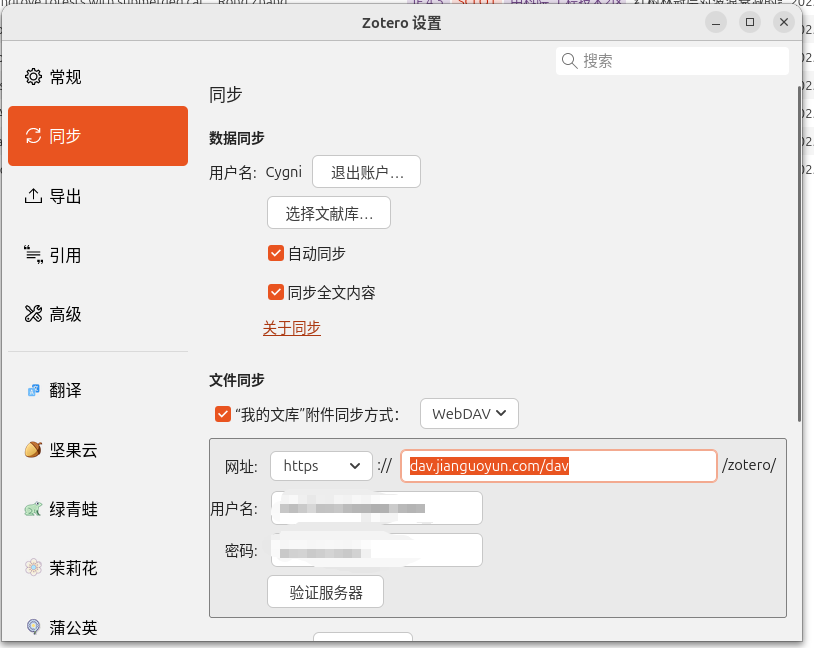 Zotero 设置
搜索
常规
同步
导出
引用
高级
翻译
坚果云
绿青蛙
茉莉花
蒲公英
同步
数据同步
用户名: Cygni 退出账户…
选择文献库…
自动同步
同步全文内容
关于同步
文件同步
“我的文库”附件同步方式: WebDAV
网址: https :// dav.jianguoyun.com/dav /zotero/
用户名:
密码:
验证服务器